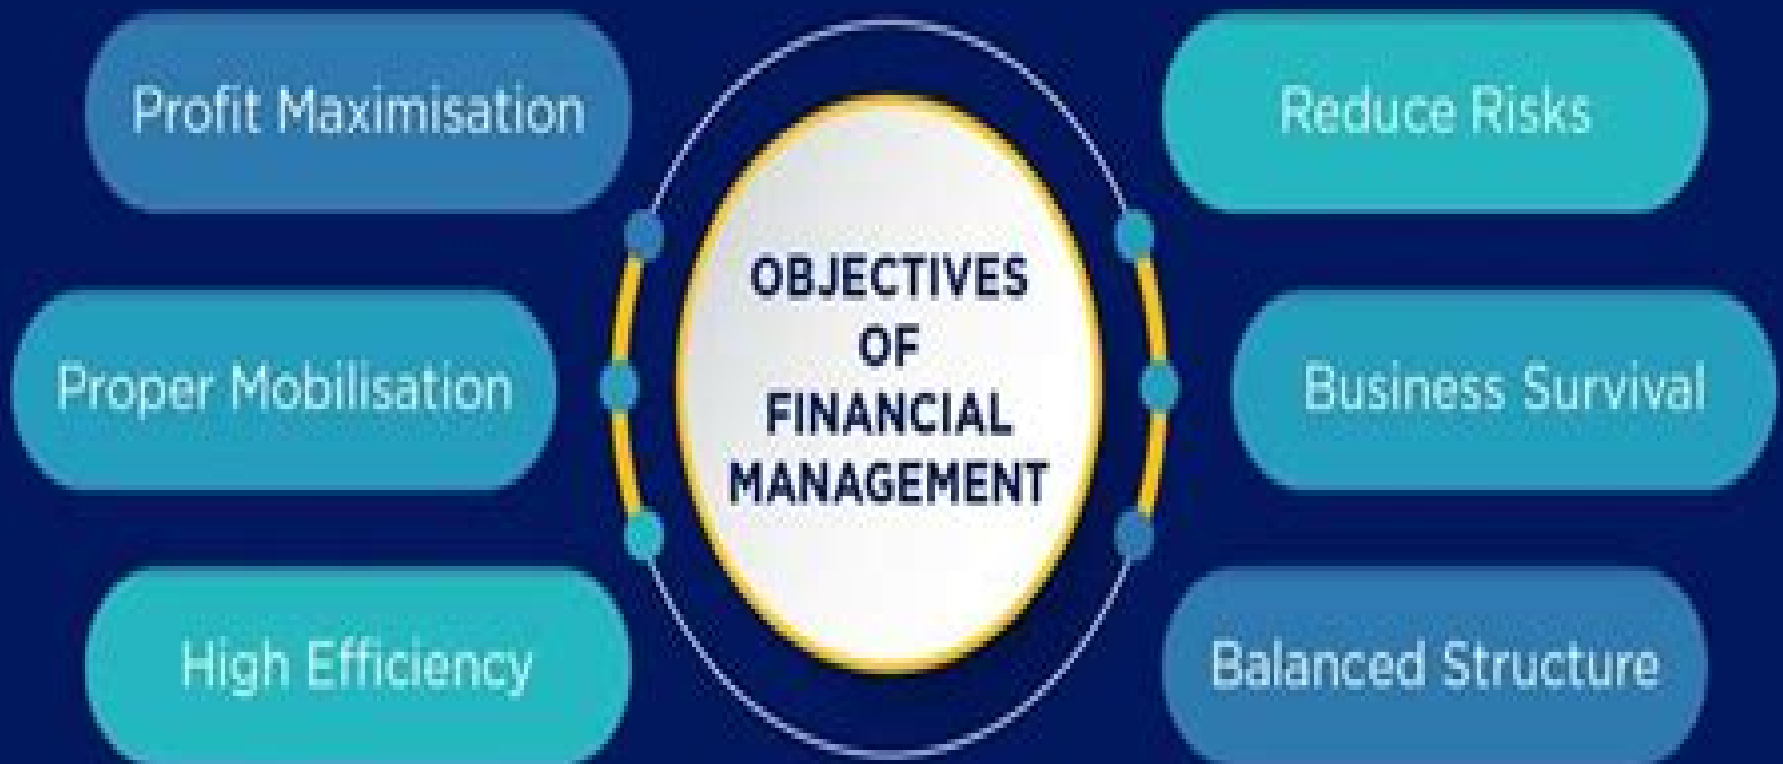 Profit Maximisation
Proper Mobilisation
High Efficiency
OBJECTIVES
OF
FINANCIAL
MANAGEMENT
Reduce Risks
Business Survival
Balanced Structure